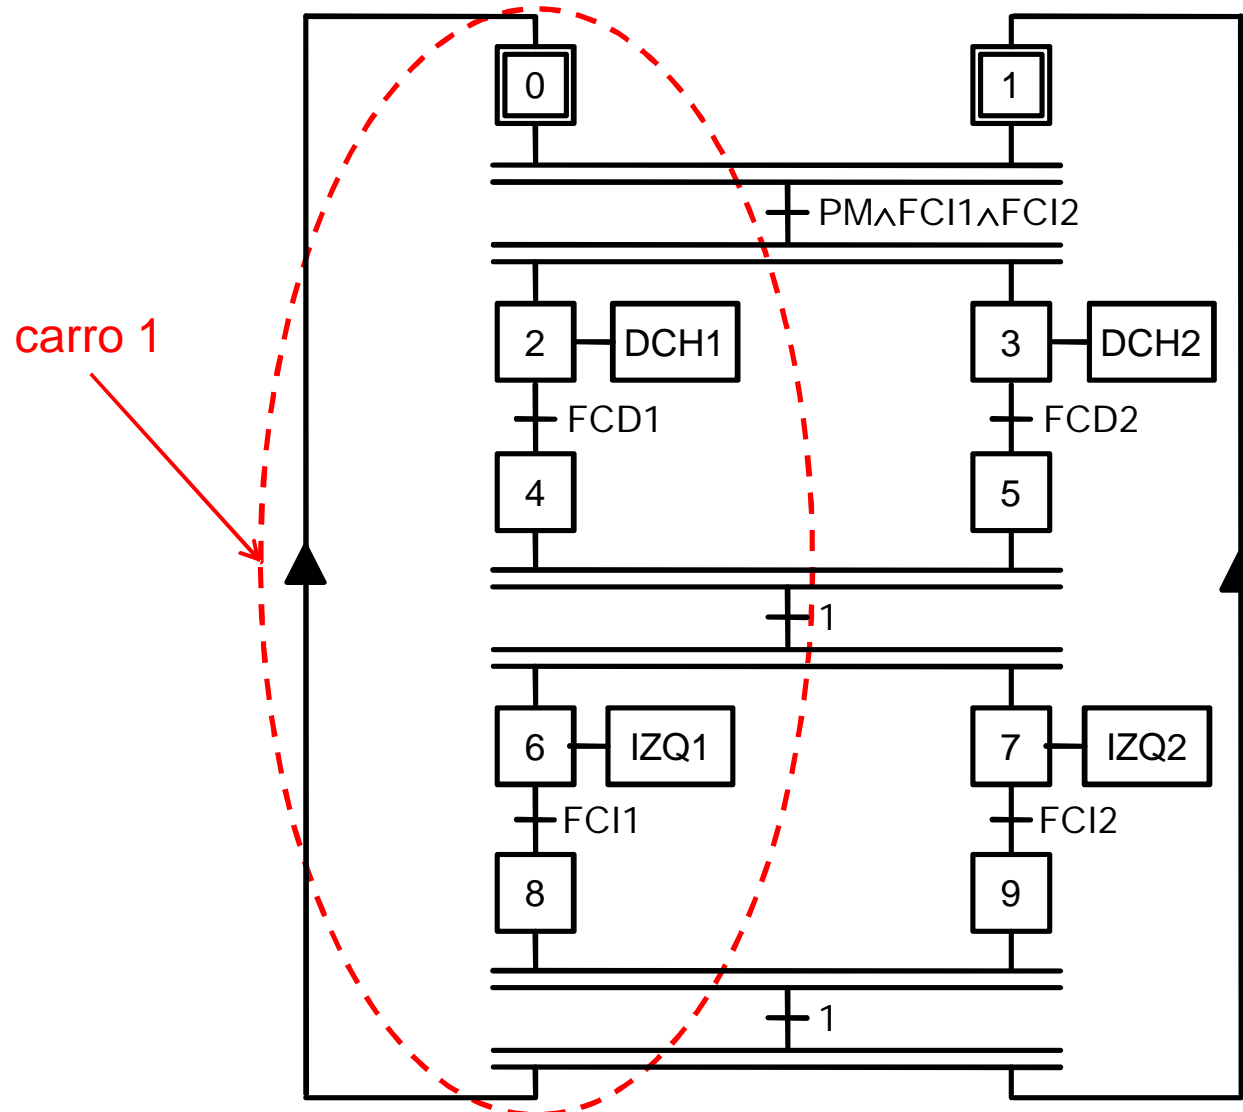 0
1
PM∧FCI1∧FCI2
carro 1
2
DCH1
3
DCH2
FCD1
FCD2
4
5
1
6
IZQ1
7
IZQ2
FCI1
FCI2
8
9
1